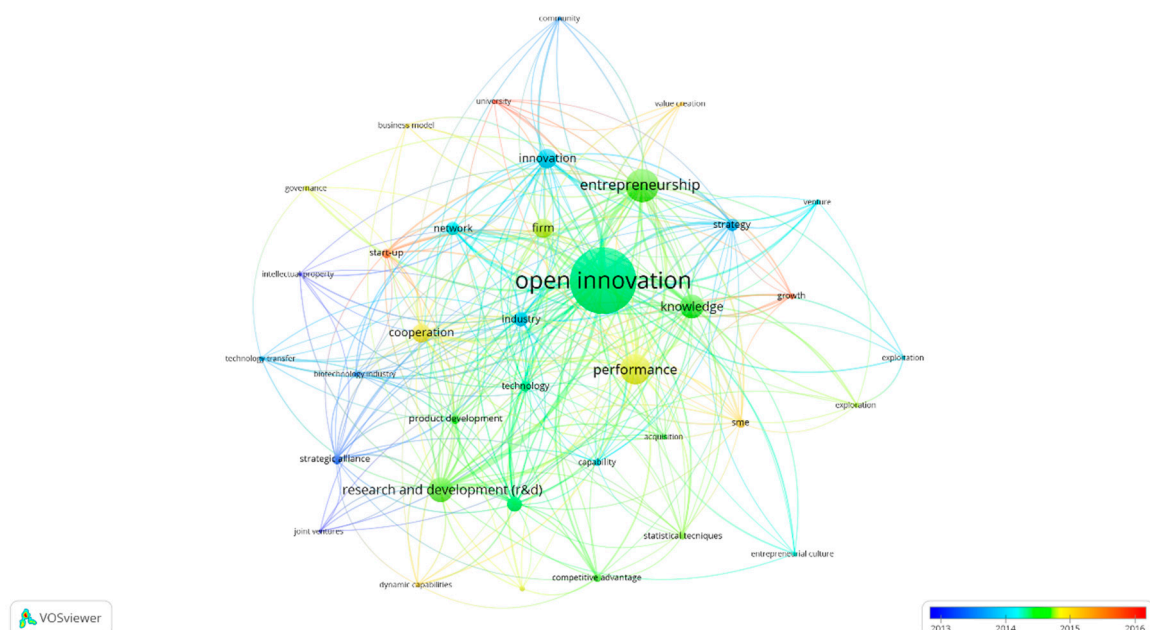 community
university
value creation
business model
innovation
entrepreneurship
governance
venture
network
firm
strategy
start-up
intellectual property
open innovation
growth
knowledge
industry
cooperation
technology transfer
exploitation
biotechnology industry
performance
technology
exploration
product development
sme
acquisition
strategic alliance
capability
research and development (r&d)
joint ventures
statistical tecniques
entrepreneurial culture
competitive advantage
dynamic capabilities
VOSviewer
2013
2014
2015
2016